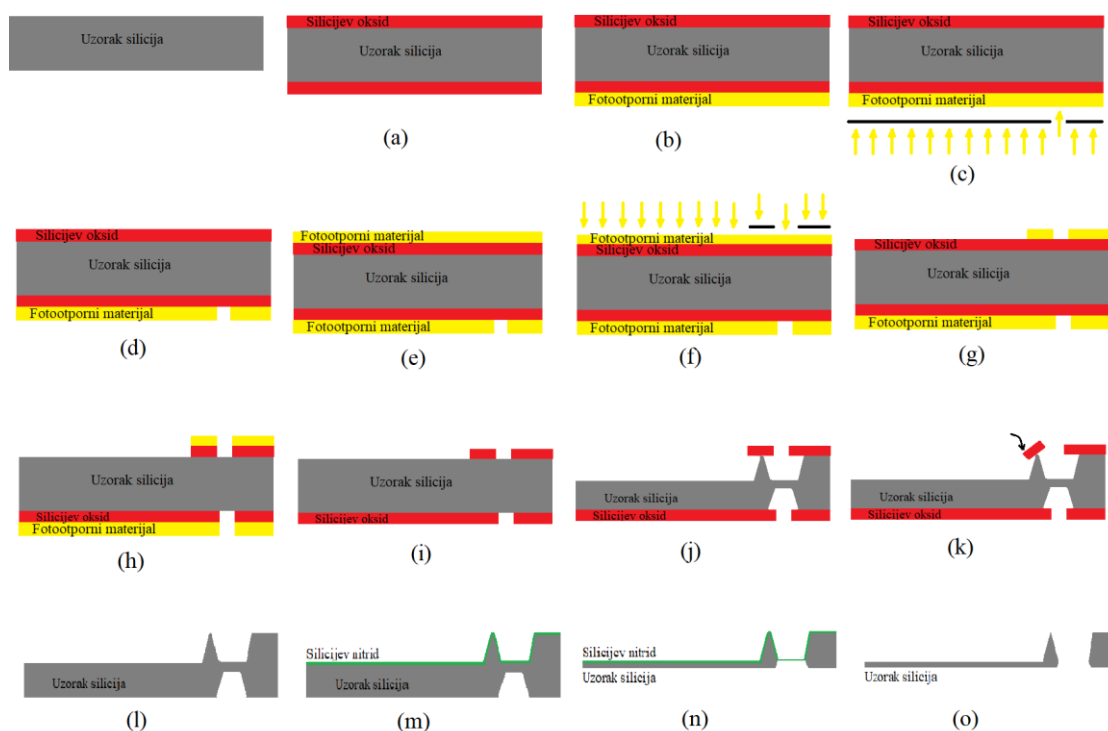 Uzorak silicija
Silicijev oksid
Uzorak silicija
(a)
Silicijev oksid
Uzorak silicija
Fotootporni materijal
(b)
Silicijev oksid
Uzorak silicija
Fotootporni materijal
(c)
Silicijev oksid
Uzorak silicija
Fotootporni materijal
(d)
Fotootporni materijal
Silicijev oksid
Uzorak silicija
Fotootporni materijal
(e)
Fotootporni materijal
Silicijev oksid
Uzorak silicija
Fotootporni materijal
(f)
Silicijev oksid
Uzorak silicija
Fotootporni materijal
(g)
Uzorak silicija
Silicijev oksid
Fotootporni materijal
(h)
Uzorak silicija
Silicijev oksid
(i)
Uzorak silicija
Silicijev oksid
(j)
Uzorak silicija
Silicijev oksid
(k)
Uzorak silicija
(l)
Silicijev nitrid
Uzorak silicija
(m)
Silicijev nitrid
Uzorak silicija
(n)
Uzorak silicija
(o)